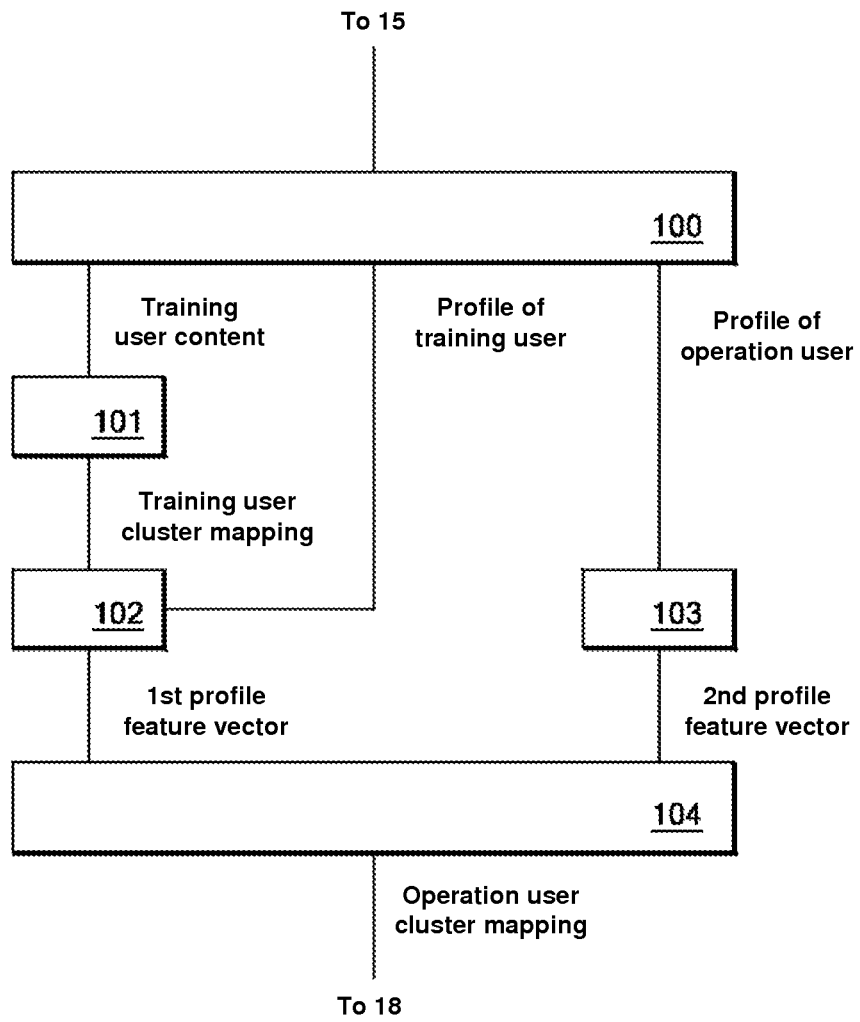 To 15
100
Training
user content
Profile of
training user
Profile of
operation user
101
Training user
cluster mapping
102
103
1st profile
feature vector
2nd profile
feature vector
104
Operation user
cluster mapping
To 18